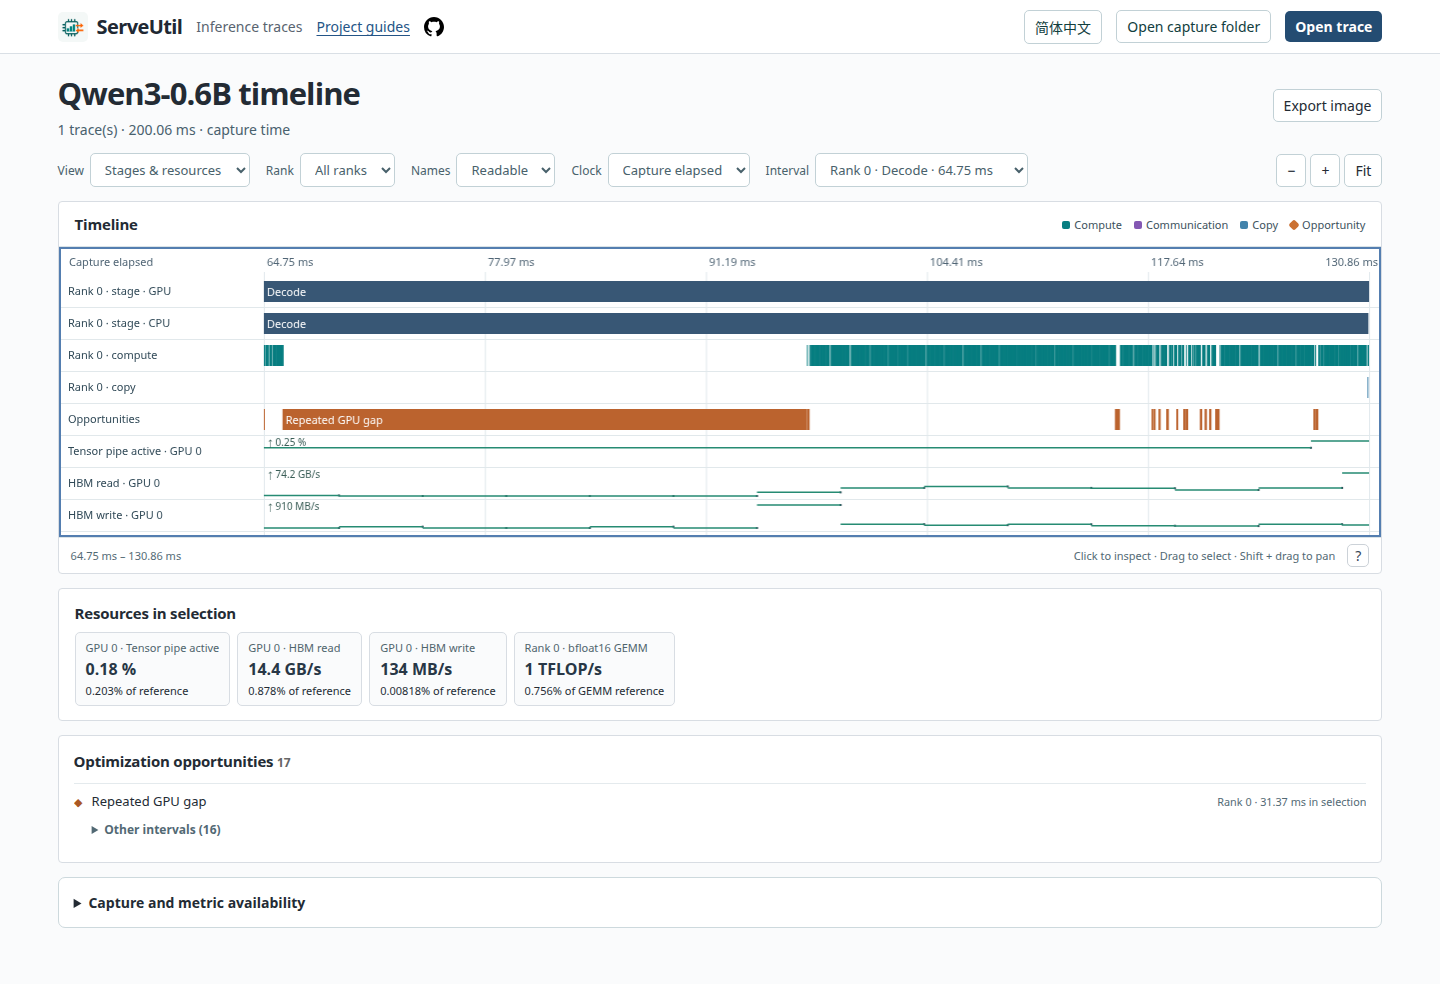 ServeUtil Inference traces Project guides 简体中文 Open capture folder Open trace
Qwen3-0.6B timeline
Export image
1 trace(s) · 200.06 ms · capture time
View Stages & resources Rank All ranks Names Readable Clock Capture elapsed Interval Rank 0 · Decode · 64.75 ms − + Fit
Timeline
Compute Communication Copy Opportunity
Capture elapsed 64.75 ms 77.97 ms 91.19 ms 104.41 ms 117.64 ms 130.86 ms
Rank 0 · stage · GPU Decode
Rank 0 · stage · CPU Decode
Rank 0 · compute
Rank 0 · copy
Opportunities Repeated GPU gap
Tensor pipe active · GPU 0 ↑ 0.25 %
HBM read · GPU 0 ↑ 74.2 GB/s
HBM write · GPU 0 ↑ 910 MB/s
64.75 ms – 130.86 ms Click to inspect · Drag to select · Shift + drag to pan ?
Resources in selection
GPU 0 · Tensor pipe active
0.18 %
0.203% of reference
GPU 0 · HBM read
14.4 GB/s
0.878% of reference
GPU 0 · HBM write
134 MB/s
0.00818% of reference
Rank 0 · bfloat16 GEMM
1 TFLOP/s
0.756% of GEMM reference
Optimization opportunities 17
Repeated GPU gap Rank 0 · 31.37 ms in selection
Other intervals (16)
Capture and metric availability